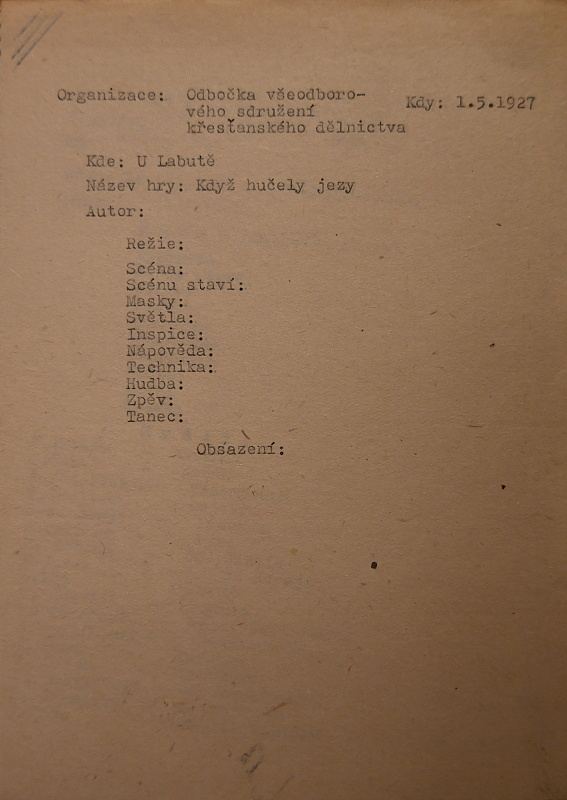 Organizace: Odbočka všeodboro-
vého sdružení
křesťanského dělnictva
Kdy: 1.5.1927
Kde: U Labutě
Název hry: Když hučely jezy
Autor:
Režie:
Scéna:
Scénu staví:
Masky:
Světla:
Inspice:
Nápověda:
Technika:
Hudba:
Zpěv:
Tanec:
Obsazení: